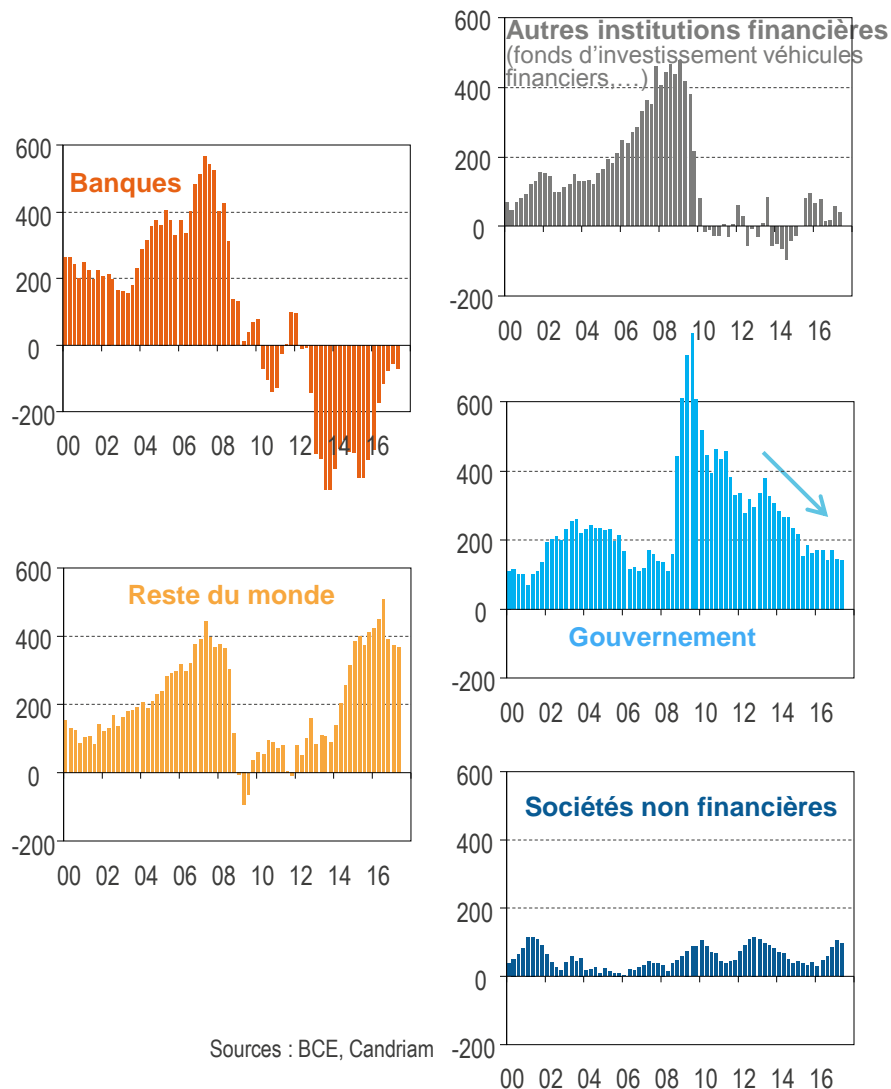 600
Banques
400
200
0
-200
00 02 04 06 08 10 12 14 16
600
Reste du monde
400
200
0
-200
00 02 04 06 08 10 12 14 16
Sources : BCE, Candriam
600
Autres institutions financières
(fonds d'investissement véhicules
financiers….)
400
200
0
-200
00 02 04 06 08 10 12 14 16
600
400
200
0
Gouvernement
-200
00 02 04 06 08 10 12 14 16
600
Sociétés non financières
400
200
0
-200
00 02 04 06 08 10 12 14 16